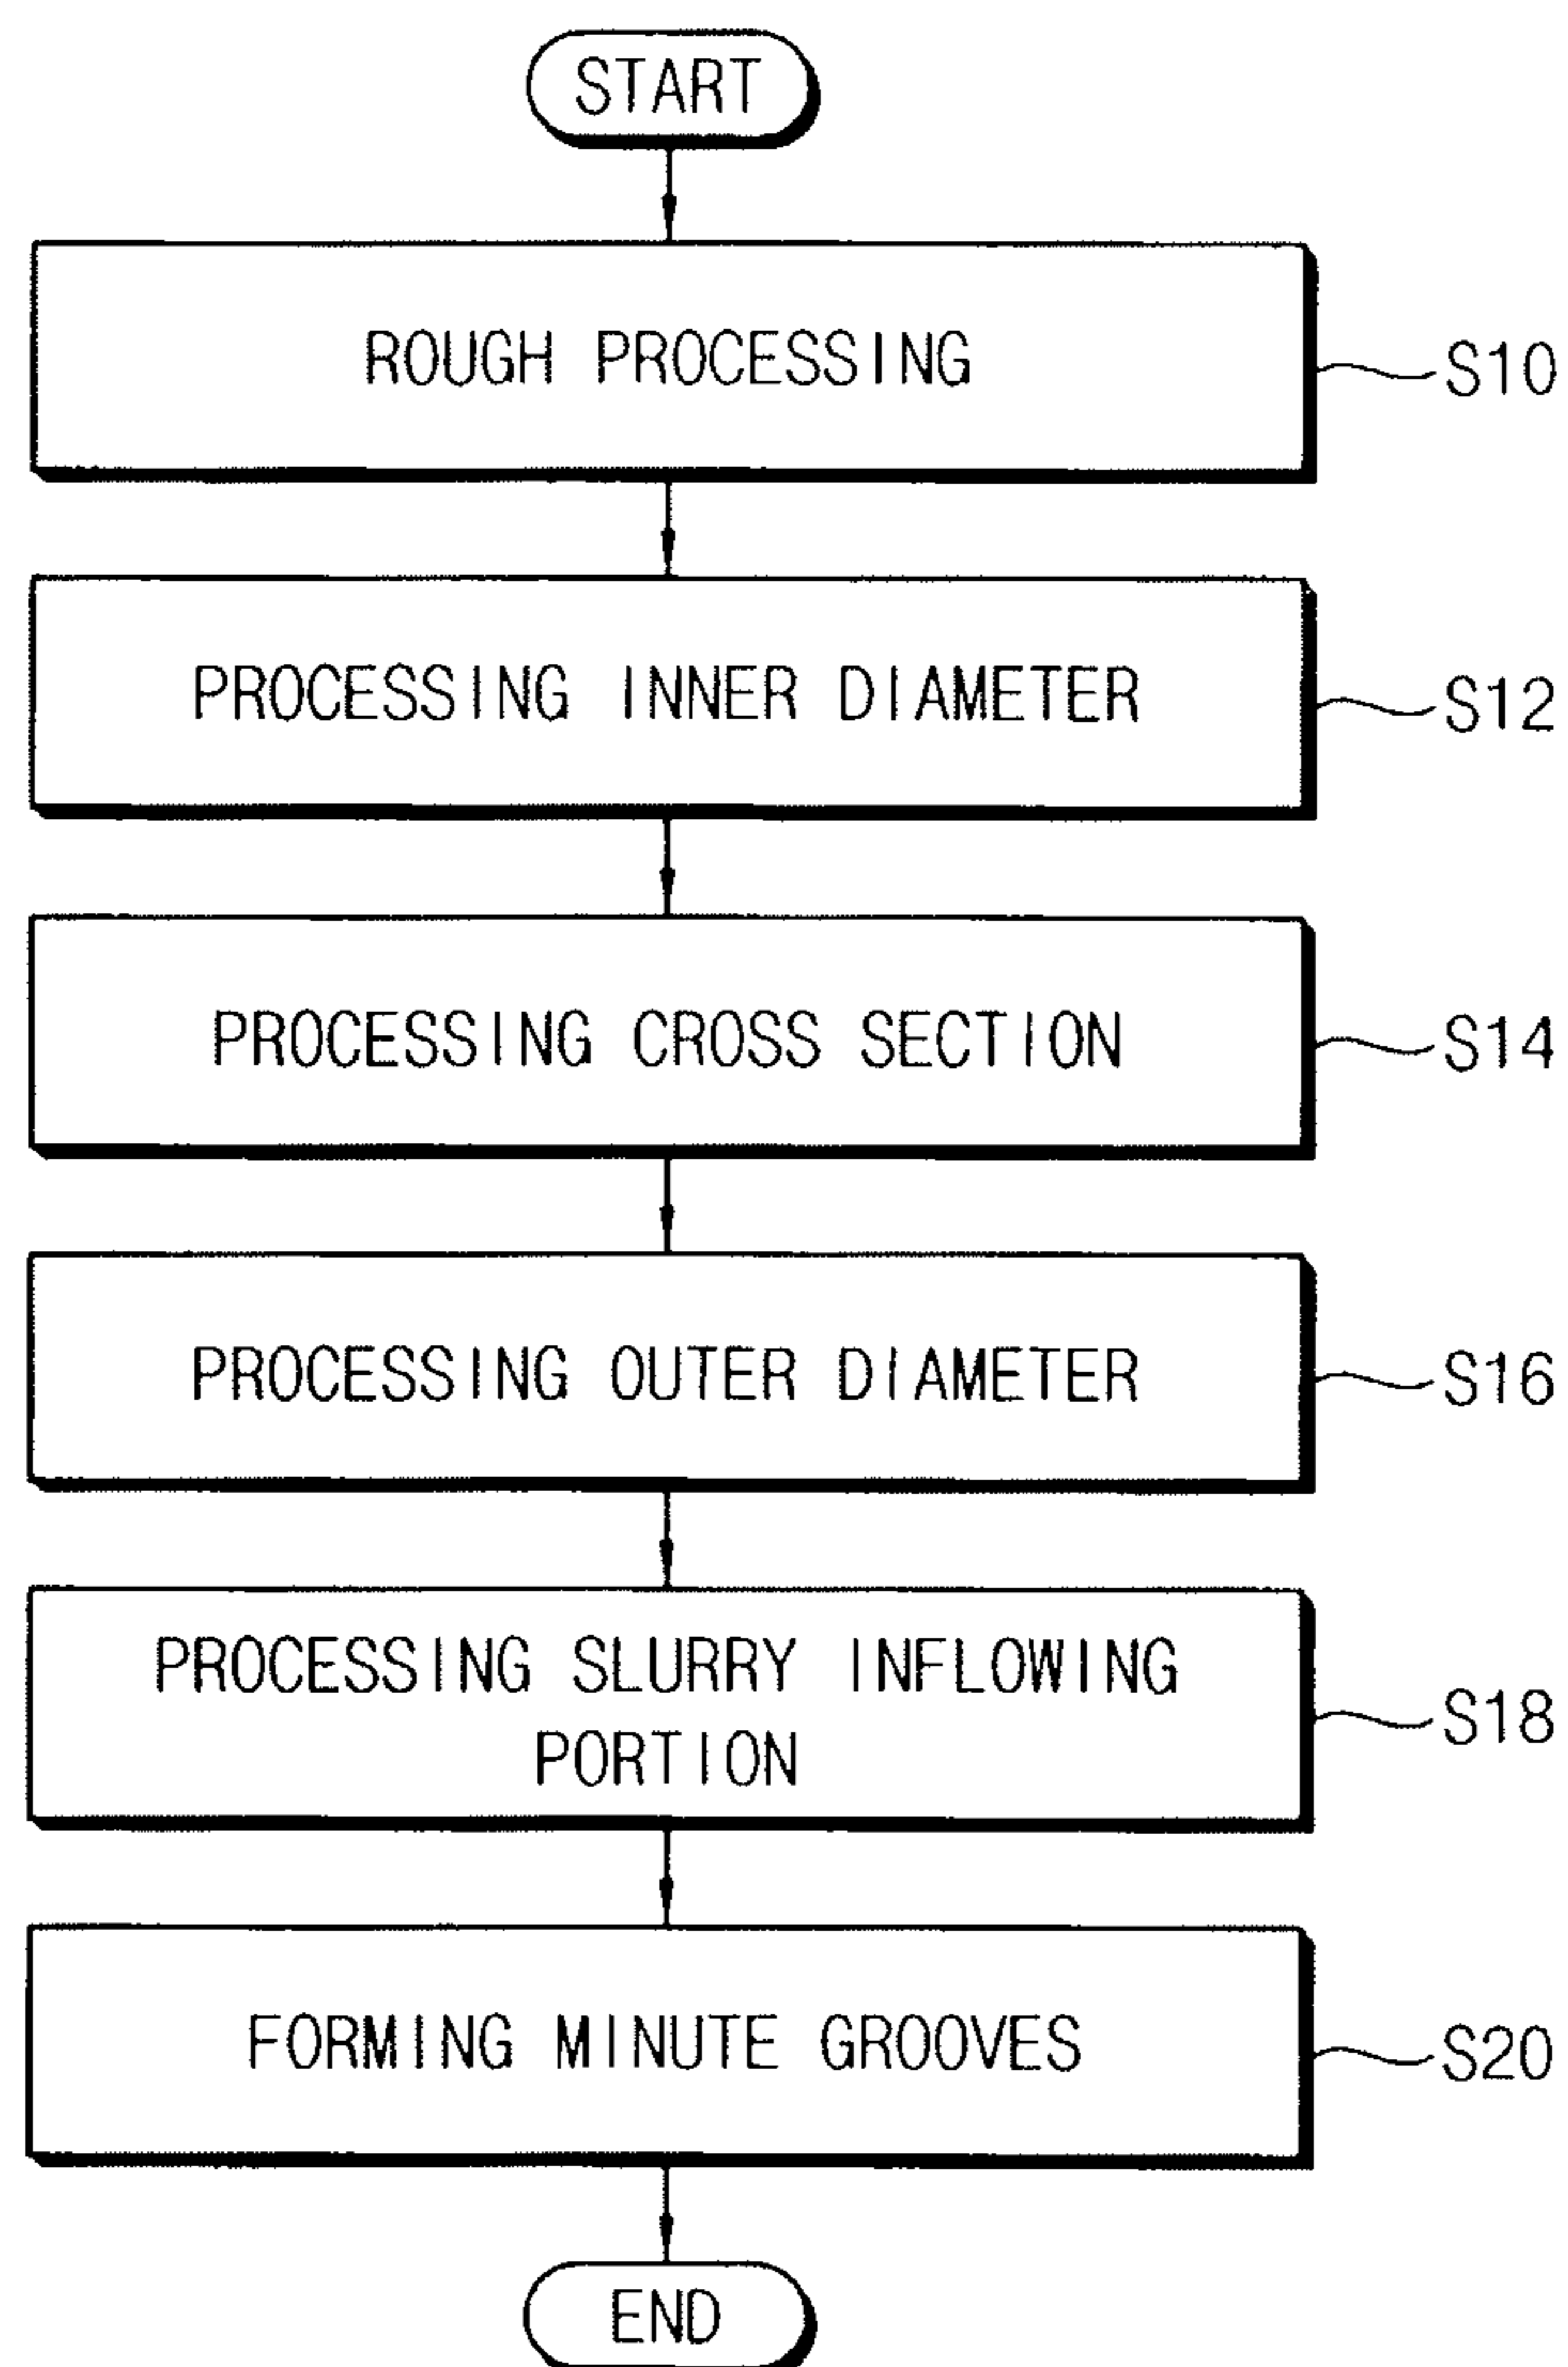 START
ROUGH PROCESSING
S10
PROCESSING INNER DIAMETER
S12
PROCESSING CROSS SECTION
S14
PROCESSING OUTER DIAMETER
S16
PROCESSING SLURRY INFLOWING
PORTION
S18
FORMING MINUTE GROOVES
S20
END